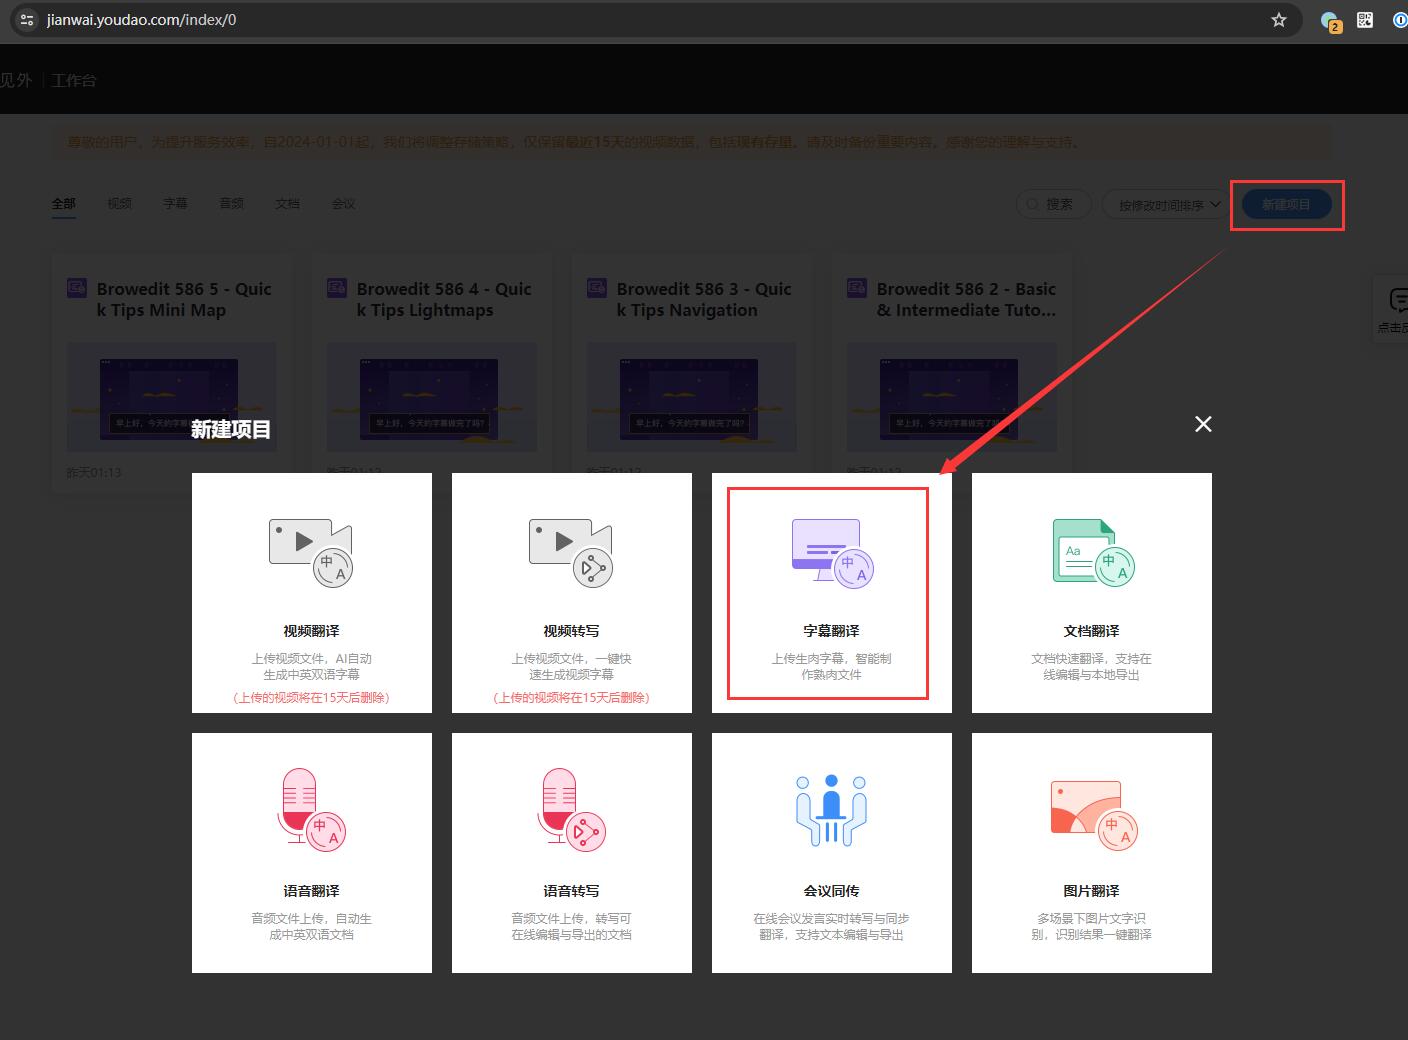 jianwai.youdao.com/index/0
2
见外 | 工作台
尊敬的用户，为提升服务效率，自2024-01-01起，我们将调整存储策略，仅保留最近15天的视频数据，包括现有存量。请及时备份重要内容。感谢您的理解与支持。
全部 视频 字幕 音频 文档 会议
搜索 按修改时间排序 新建项目
Browedit 586 5 - Quic
k Tips Mini Map
Browedit 586 4 - Quic
k Tips Lightmaps
Browedit 586 3 - Quic
k Tips Navigation
Browedit 586 2 - Basic
& Intermediate Tuto...
点击反
早上好，今天的字幕做完了吗?
早上好，今天的字幕做完了吗?
早上好，今天的字幕做完了吗?
早上好，今天的字幕做完了吗?
昨天01:13
昨天01:12
昨天01:12
昨天01:12
新建项目
中 A
视频翻译
上传视频文件，AI自动
生成中英双语字幕
（上传的视频将在15天后删除）
视频转写
上传视频文件，一键快
速生成视频字幕
（上传的视频将在15天后删除）
中 A
字幕翻译
上传生肉字幕，智能制
作熟肉文件
Aa
中 A
文档翻译
文档快速翻译，支持在
线编辑与本地导出
中 A
语音翻译
音频文件上传，自动生
成中英双语文档
语音转写
音频文件上传，转写可
在线编辑与导出的文档
会议同传
在线会议发言实时转写与同步
翻译，支持文本编辑与导出
中 A
图片翻译
多场景下图片文字识
别，识别结果一键翻译